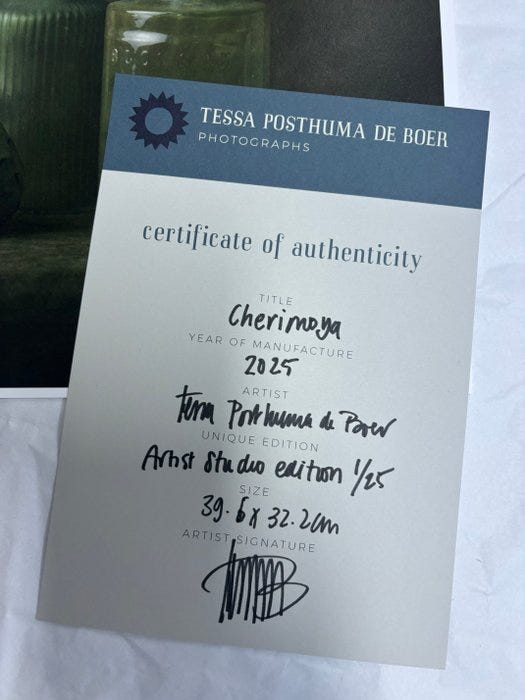 TESSA POSTHUMA DE BOER
PHOTOGRAPHS
certificate of authenticity
TITLE
Cherimoya
YEAR OF MANUFACTURE
2025
ARTIST
Tessa Posthuma de Boer
UNIQUE EDITION
Artist Studio edition 1/25
SIZE
39.6 x 32.2cm
ARTIST SIGNATURE